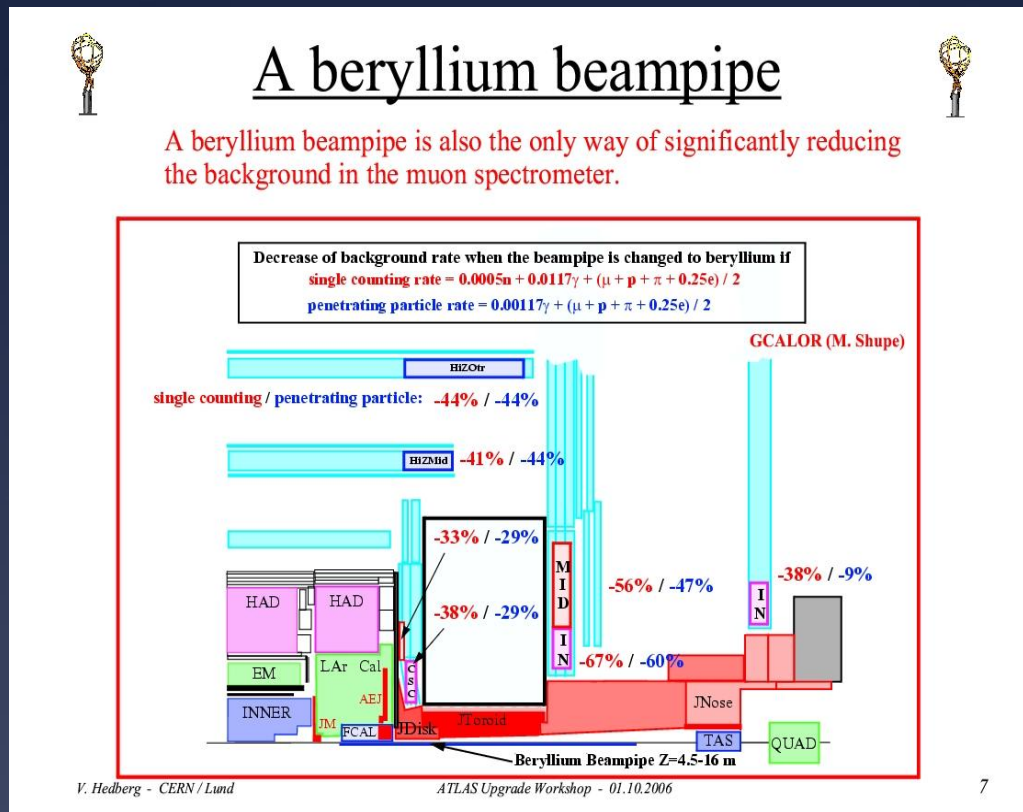 A beryllium beampipe
A beryllium beampipe is also the only way of significantly reducing
the background in the muon spectrometer.
Decrease of background rate when the beampipe is changed to beryllium if
single counting rate = 0.0005n + 0.0117γ + (μ + p + π + 0.25e) / 2
penetrating particle rate = 0.00117γ + (μ + p + π + 0.25e) / 2
GCALOR (M. Shupe)
HiZOtr
single counting / penetrating particle: -44% / -44%
HiZMid -41% / -44%
-33% / -29%
-38% / -29%
MID
-56% / -47%
IN
-38% / -9%
IN
-67% / -60%
HAD
HAD
EM
LAr Cal
CSC
AEJ
INNER
JM
FCAL
JDisk
JToroid
JNose
TAS
QUAD
Beryllium Beampipe Z=4.5-16 m
V. Hedberg - CERN / Lund
ATLAS Upgrade Workshop - 01.10.2006
7